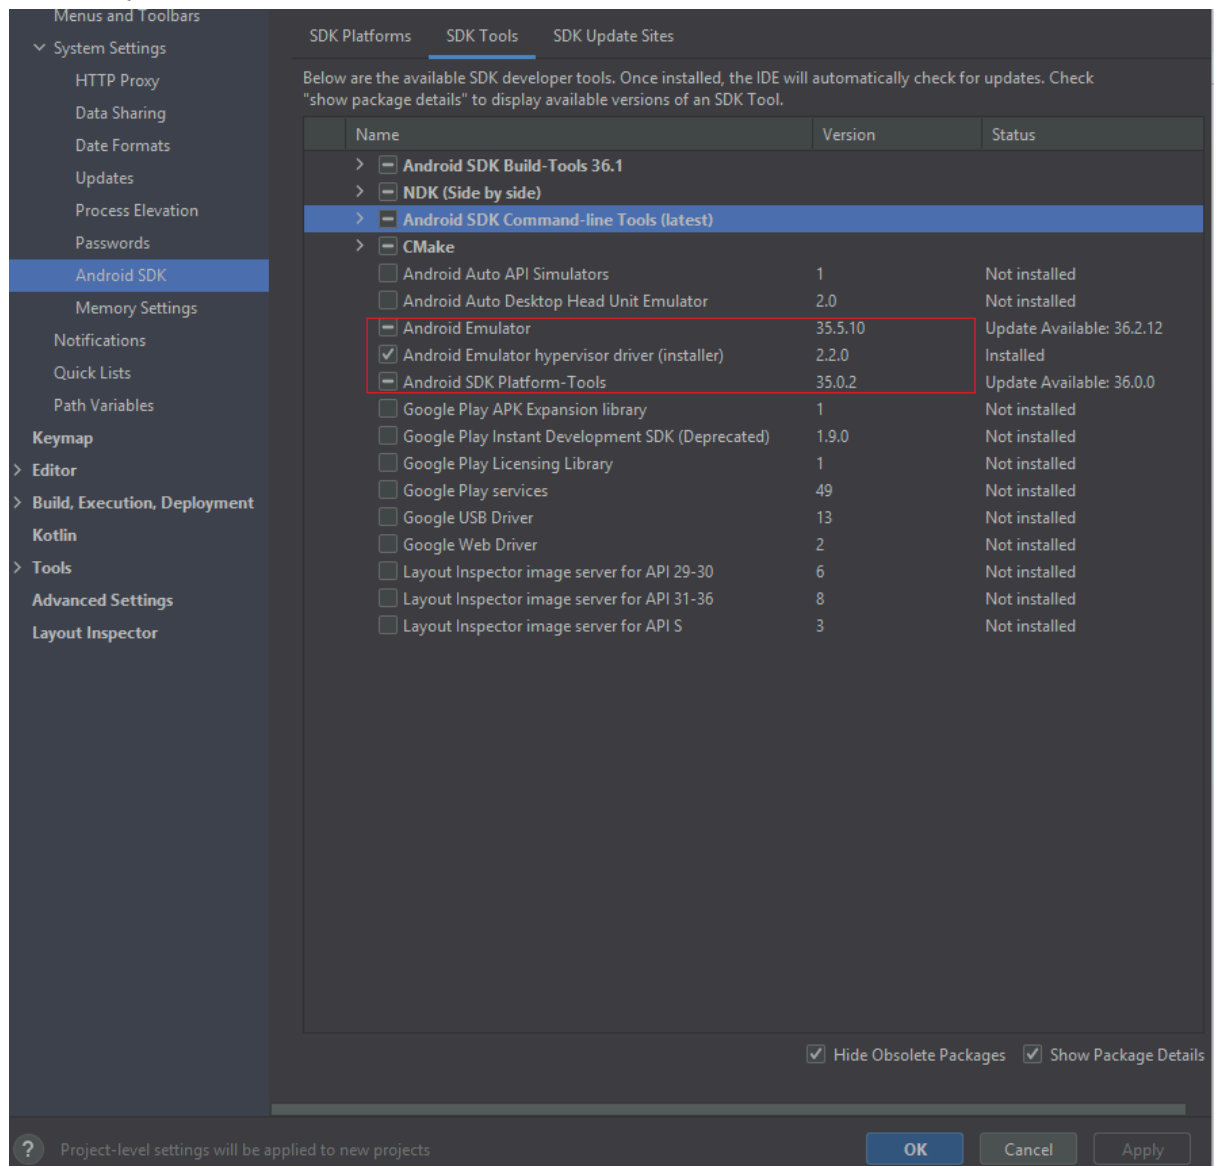 Menus and Toolbars
System Settings
HTTP Proxy
Data Sharing
Date Formats
Updates
Process Elevation
Passwords
Android SDK
Memory Settings
Notifications
Quick Lists
Path Variables
Keymap
Editor
Build, Execution, Deployment
Kotlin
Tools
Advanced Settings
Layout Inspector
SDK Platforms SDK Tools SDK Update Sites
Below are the available SDK developer tools. Once installed, the IDE will automatically check for updates. Check
"show package details" to display available versions of an SDK Tool.
Name Version Status
Android SDK Build-Tools 36.1
NDK (Side by side)
Android SDK Command-line Tools (latest)
CMake
Android Auto API Simulators 1 Not installed
Android Auto Desktop Head Unit Emulator 2.0 Not installed
Android Emulator 35.5.10 Update Available: 36.2.12
Android Emulator hypervisor driver (installer) 2.2.0 Installed
Android SDK Platform-Tools 35.0.2 Update Available: 36.0.0
Google Play APK Expansion library 1 Not installed
Google Play Instant Development SDK (Deprecated) 1.9.0 Not installed
Google Play Licensing Library 1 Not installed
Google Play services 49 Not installed
Google USB Driver 13 Not installed
Google Web Driver 2 Not installed
Layout Inspector image server for API 29-30 6 Not installed
Layout Inspector image server for API 31-36 8 Not installed
Layout Inspector image server for API S 3 Not installed
Hide Obsolete Packages Show Package Details
? Project-level settings will be applied to new projects
OK Cancel Apply